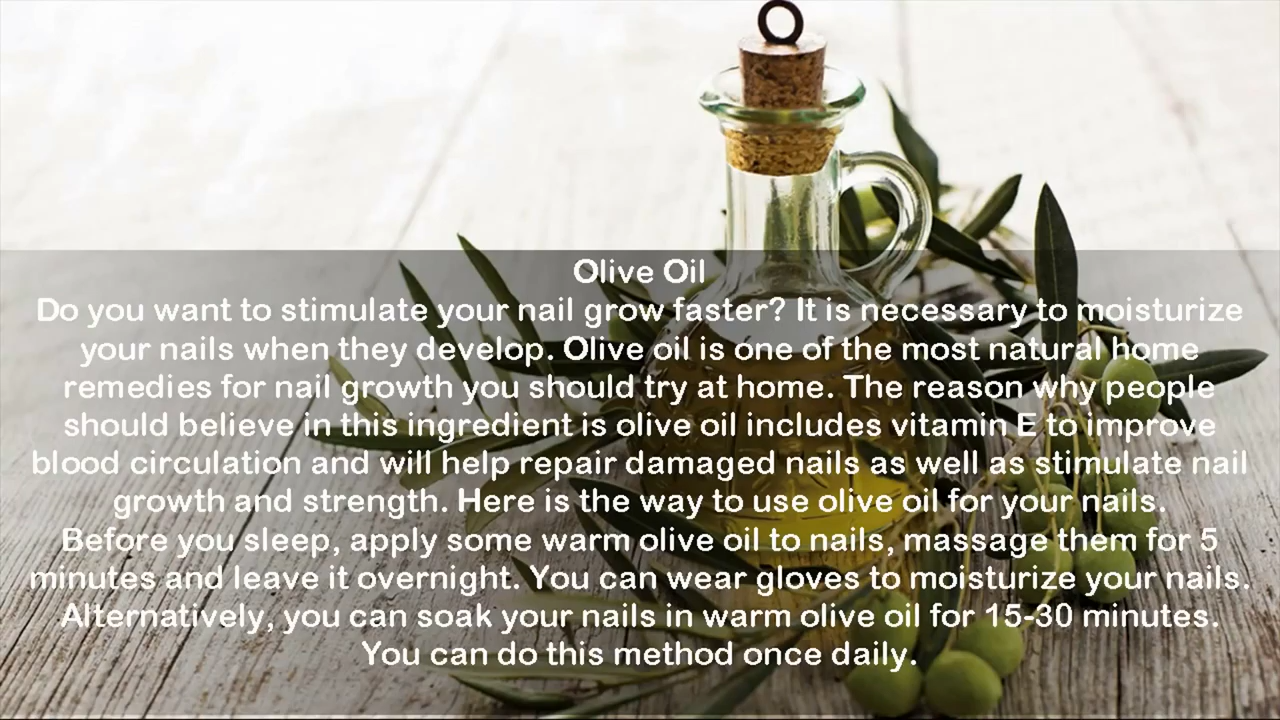 Olive Oil
Do you want to stimulate your nail grow faster? It is necessary to moisturize
your nails when they develop. Olive oil is one of the most natural home
remedies for nail growth you should try at home. The reason why people
should believe in this ingredient is olive oil includes vitamin E to improve
blood circulation and will help repair damaged nails as well as stimulate nail
growth and strength. Here is the way to use olive oil for your nails.
Before you sleep, apply some warm olive oil to nails, massage them for 5
minutes and leave it overnight. You can wear gloves to moisturize your nails.
Alternatively, you can soak your nails in warm olive oil for 15-30 minutes.
You can do this method once daily.